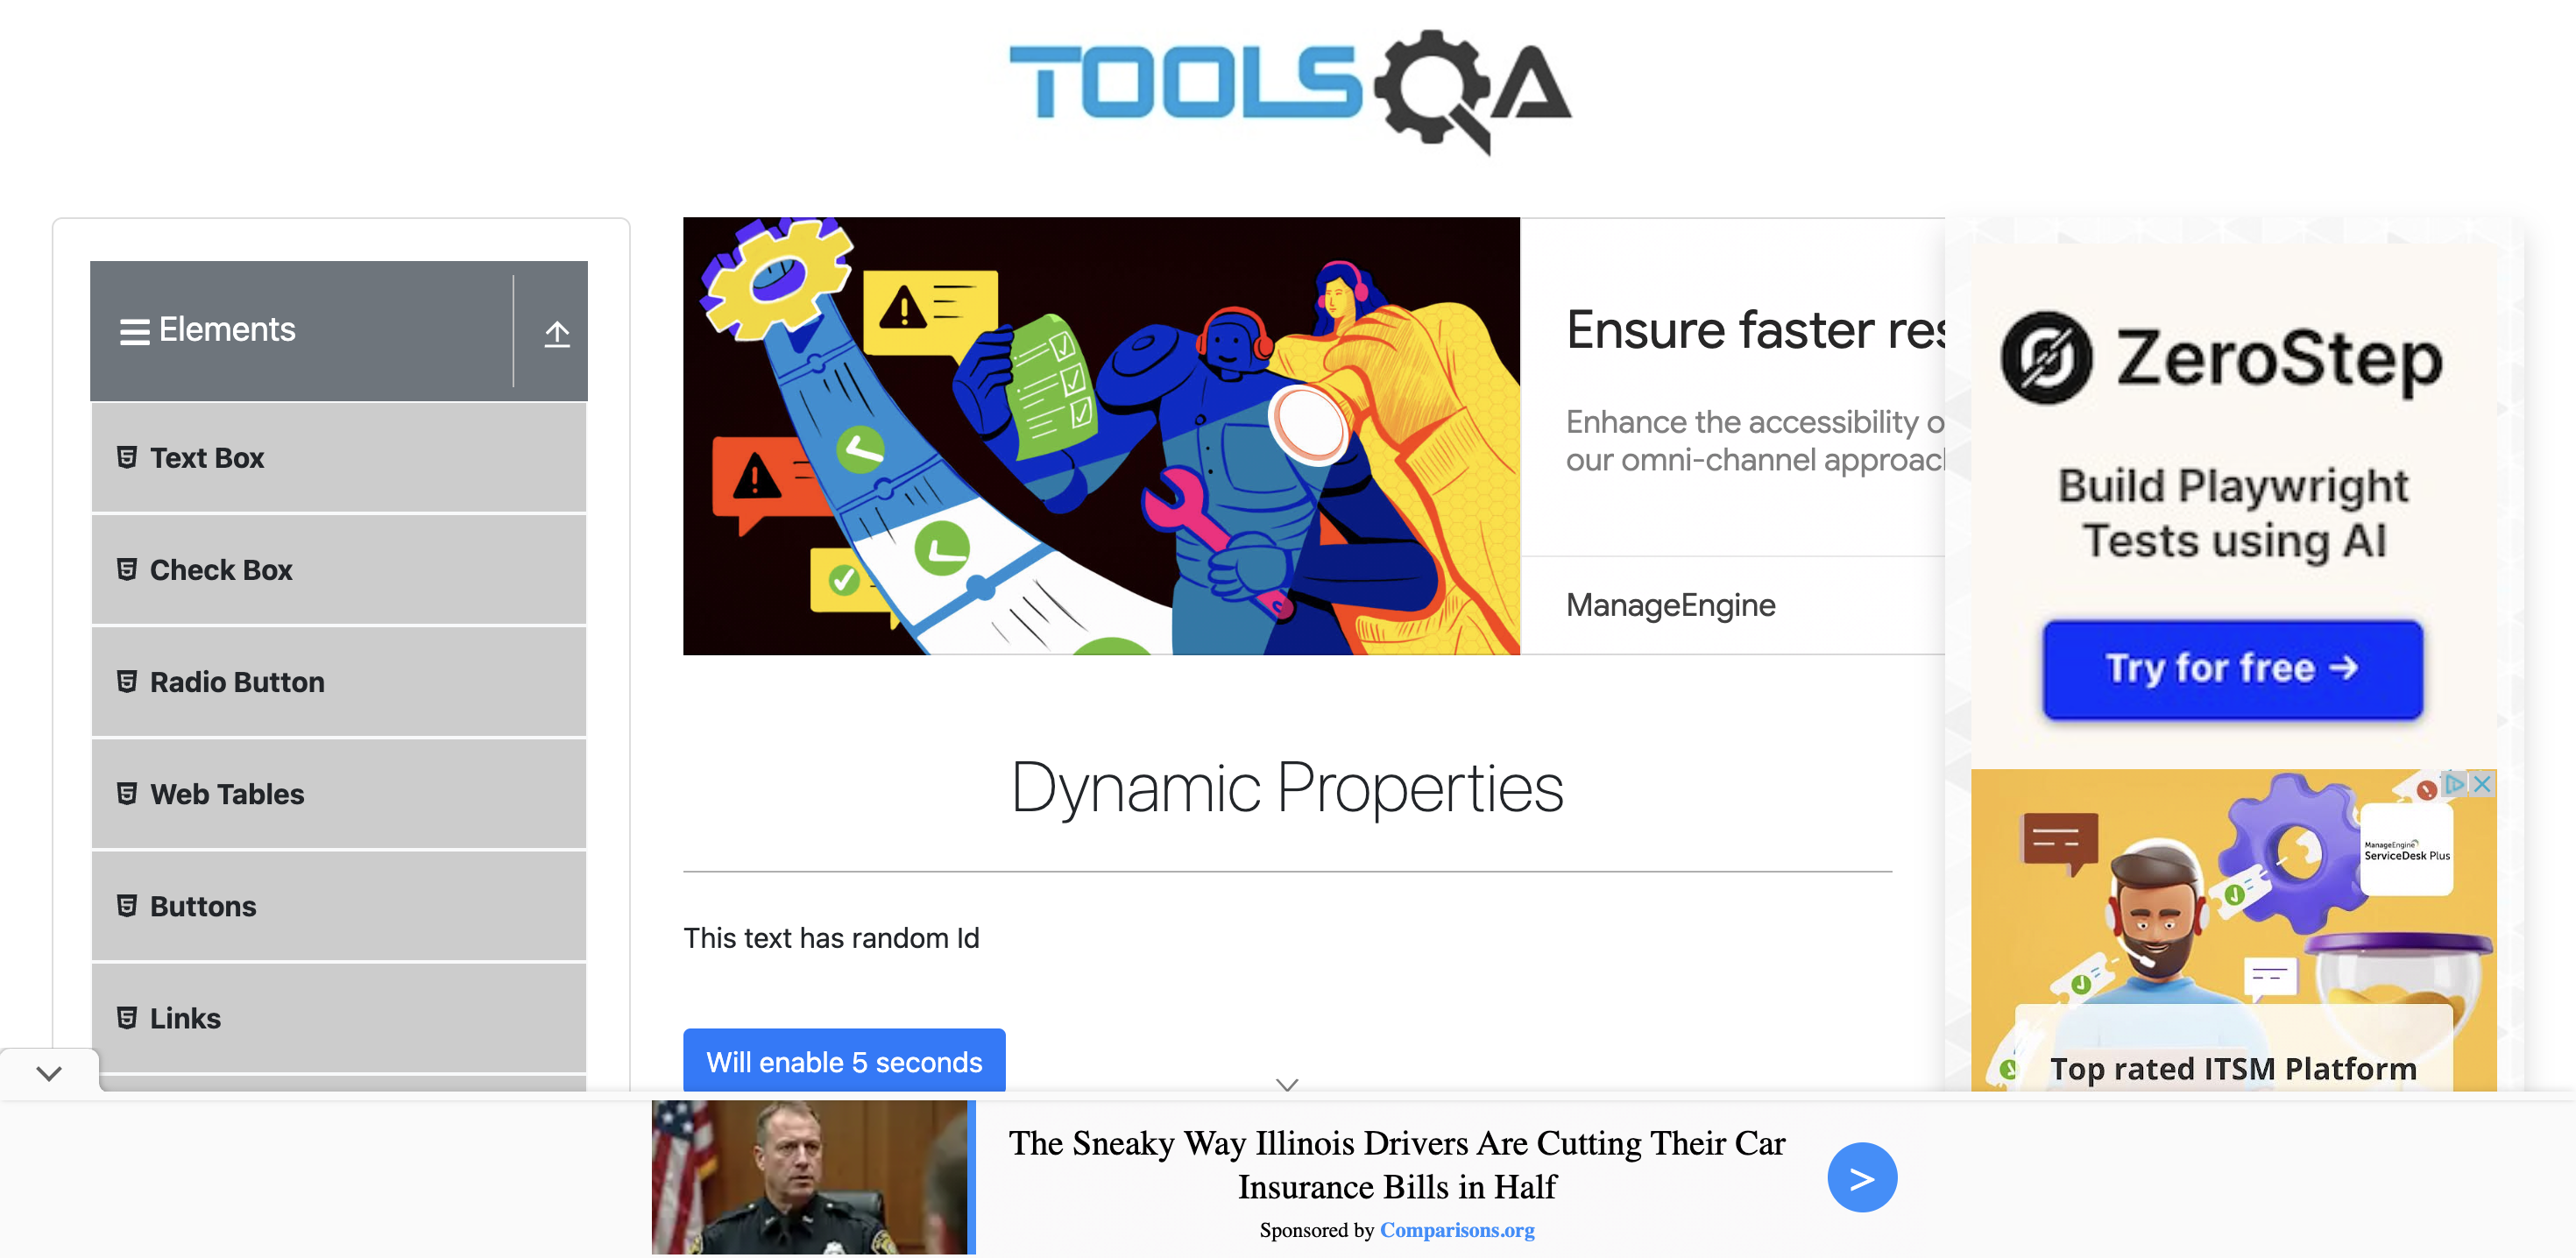 TOOLSQA
Elements
Text Box
Check Box
Radio Button
Web Tables
Buttons
Links
Ensure faster res
Enhance the accessibility o
our omni-channel approac
ManageEngine
Dynamic Properties
This text has random Id
Will enable 5 seconds
ZeroStep
Build Playwright
Tests using AI
Try for free →
ManageEngine
ServiceDesk Plus
Top rated ITSM Platform
The Sneaky Way Illinois Drivers Are Cutting Their Car
Insurance Bills in Half
Sponsored by Comparisons.org
>